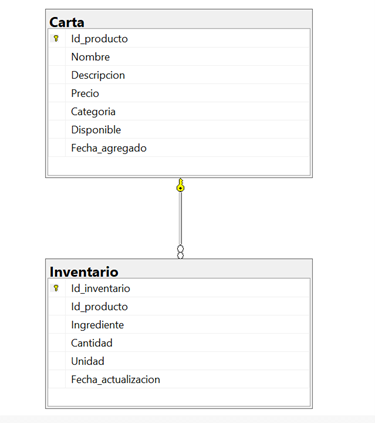 Carta
Id_producto
Nombre
Descripcion
Precio
Categoria
Disponible
Fecha_agregado
Inventario
Id_inventario
Id_producto
Ingrediente
Cantidad
Unidad
Fecha_actualizacion